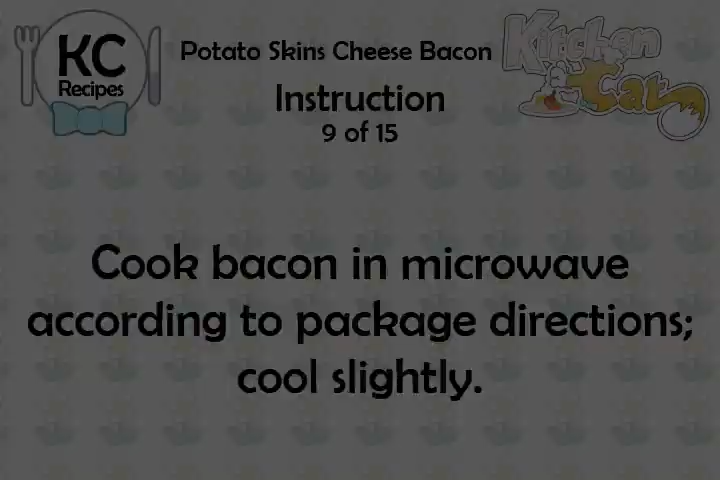 KC
Recipes
Potato Skins Cheese Bacon
Kitchen
Cat
Instruction
9 of 15
Cook bacon in microwave
according to package directions;
cool slightly.